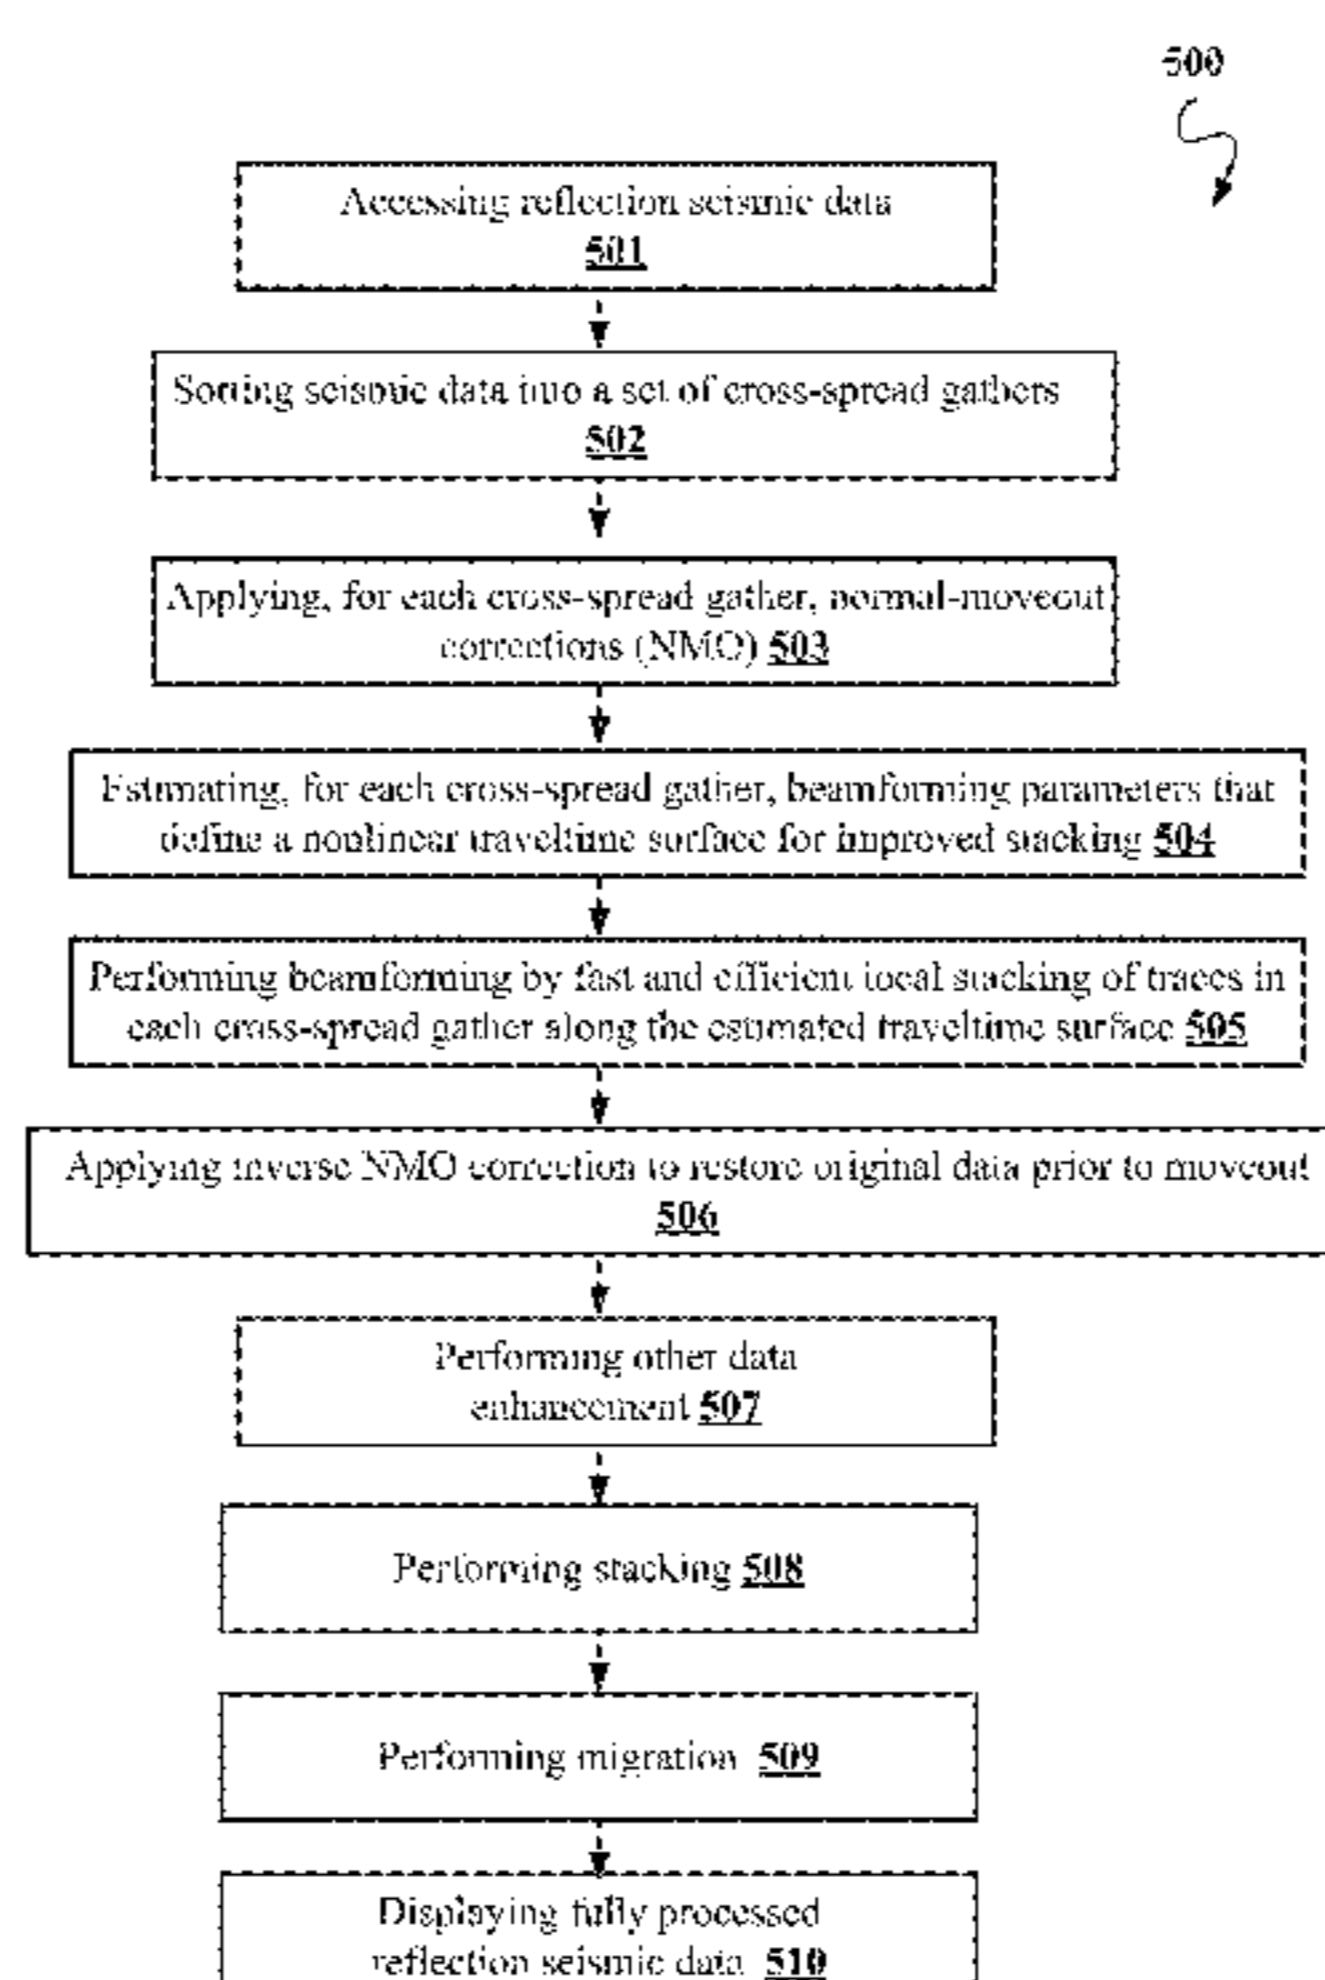 500
Accessing reflection seismic data
501
Sorting seismic data into a set of cross-spread gathers
502
Applying, for each cross-spread gather, normal-moveout
corrections (NMO) 503
Estimating, for each cross-spread gather, beamforming parameters that
define a nonlinear traveltime surface for improved stacking 504
Performing beamforming by fast and efficient local stacking of traces in
each cross-spread gather along the estimated traveltime surface 505
Applying inverse NMO correction to restore original data prior to moveout
506
Performing other data
enhancement 507
Performing stacking 508
Performing migration 509
Displaying fully processed
reflection seismic data 510